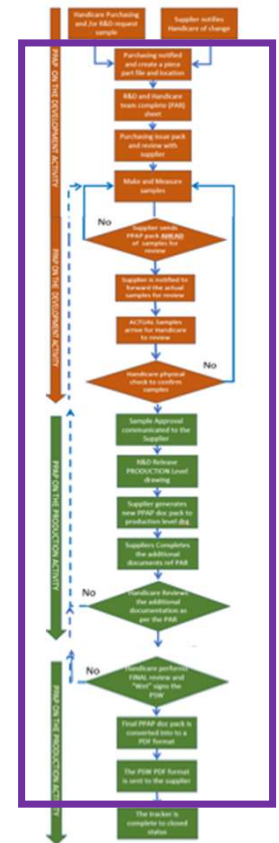 Handicare Purchasing
and /or R&D request
sample
Supplier notifies
Handicare of change
PPAP ON THE DEVELOPMENT ACTIVITY
Purchasing notified
and create a piece
part file and location
R&D and Handicare
team complete (PAR)
sheet
Purchasing issue pack
and review with
supplier
Make and Measure
samples
No
Supplier sends
PPAP pack AHEAD
of samples for
review
PPAP ON THE DEVELOPMENT ACTIVITY
Supplier is notified to
forward the actual
samples for review
ACTUAL Samples
arrive for Handicare
to review
No
Handicare physical
check to confirm
samples
Sample Approval
communicated to the
Supplier
PPAP ON THE PRODUCTION ACTIVITY
R&D Release
PRODUCTION Level
drawing
Supplier generates
new PPAP doc pack to
production level dwg
Suppliers Completes
the additional
documents ref PAR
No
Handicare Reviews
the additional
documentation as
per the PAR
No
Handicare performs
FINAL review and
"Wet" signs the
PSW
PPAP ON THE PRODUCTION ACTIVITY
Final PPAP doc pack is
converted into to a
PDF format
The PSW PDF format
is sent to the supplier
The tracker is
complete to closed
status